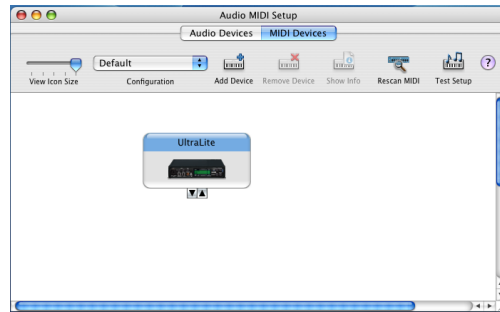 Audio MIDI Setup
Audio Devices MIDI Devices
Default
View Icon Size Configuration Add Device Remove Device Show Info Rescan MIDI Test Setup ?
UltraLite